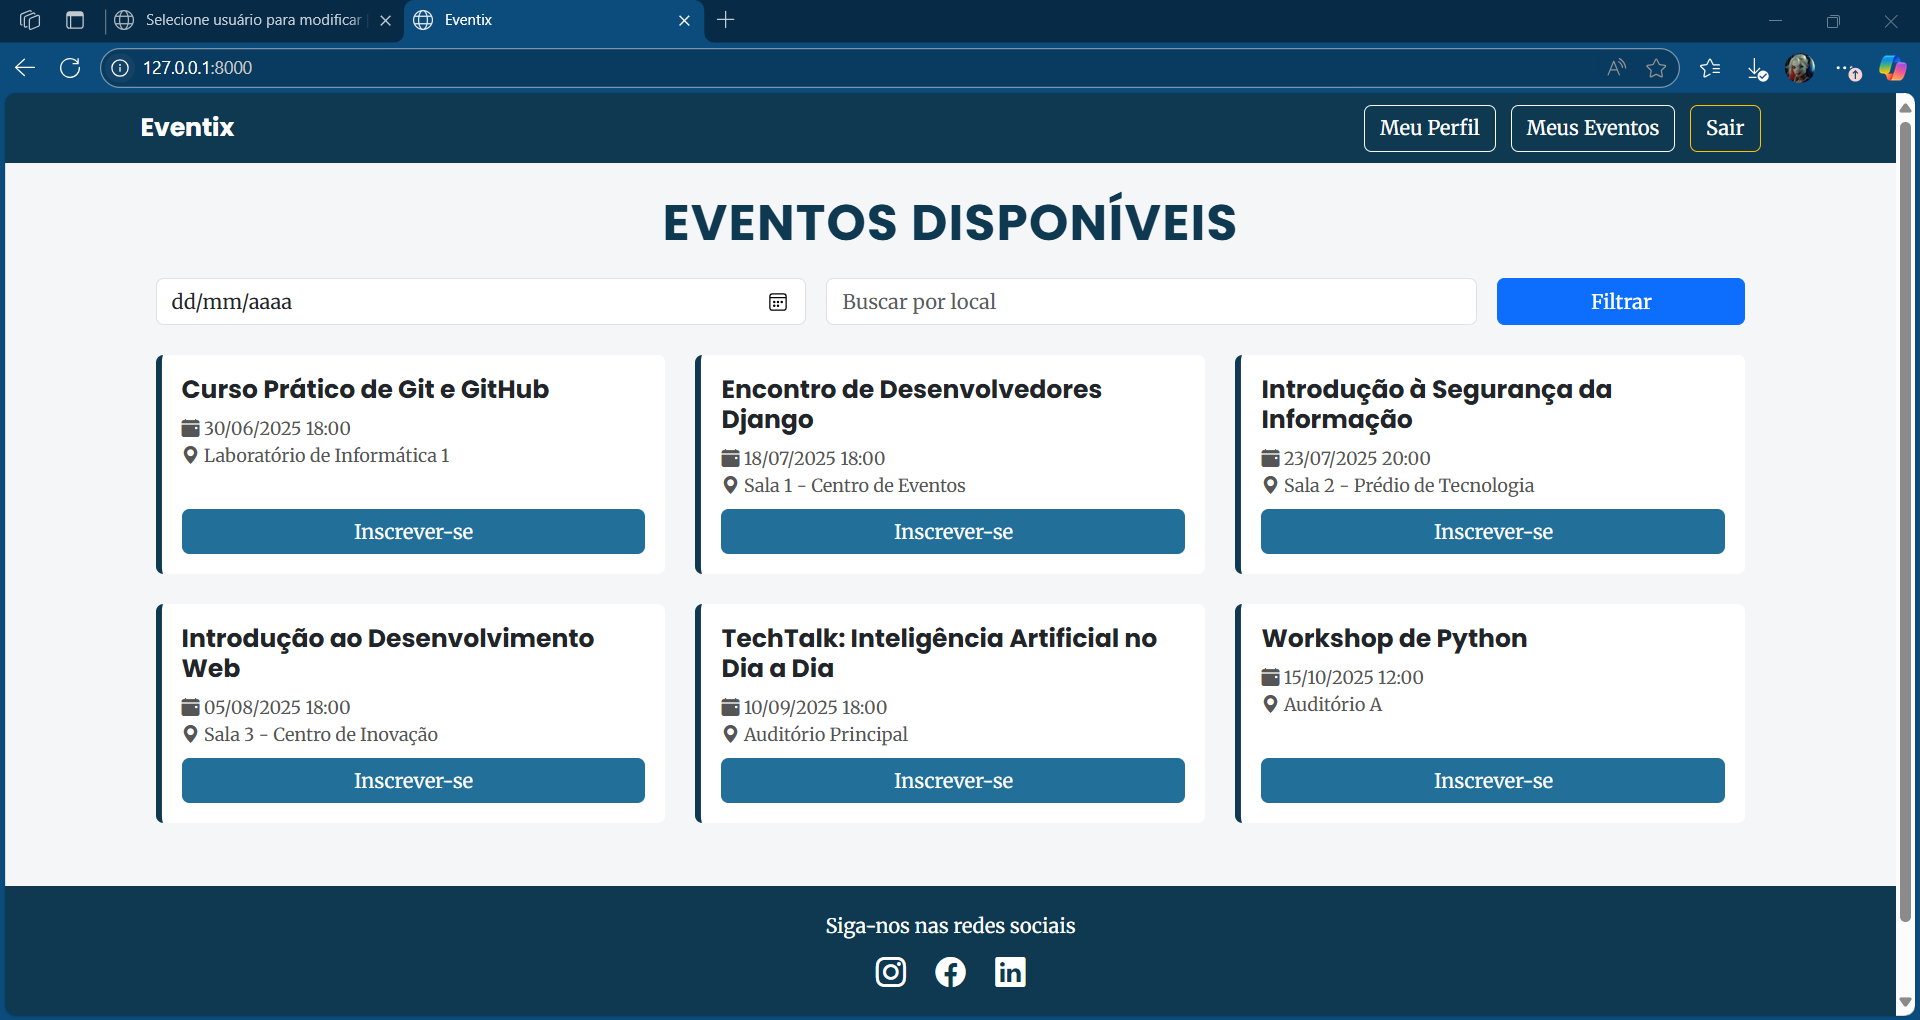 Selecione usuário para modificar
Eventix
127.0.0.1:8000
Eventix
Meu Perfil
Meus Eventos
Sair
EVENTOS DISPONÍVEIS
dd/mm/aaaa
Buscar por local
Filtrar
Curso Prático de Git e GitHub
30/06/2025 18:00
Laboratório de Informática 1
Inscrever-se
Encontro de Desenvolvedores
Django
18/07/2025 18:00
Sala 1 - Centro de Eventos
Inscrever-se
Introdução à Segurança da
Informação
23/07/2025 20:00
Sala 2 - Prédio de Tecnologia
Inscrever-se
Introdução ao Desenvolvimento
Web
05/08/2025 18:00
Sala 3 - Centro de Inovação
Inscrever-se
TechTalk: Inteligência Artificial no
Dia a Dia
10/09/2025 18:00
Auditório Principal
Inscrever-se
Workshop de Python
15/10/2025 12:00
Auditório A
Inscrever-se
Siga-nos nas redes sociais